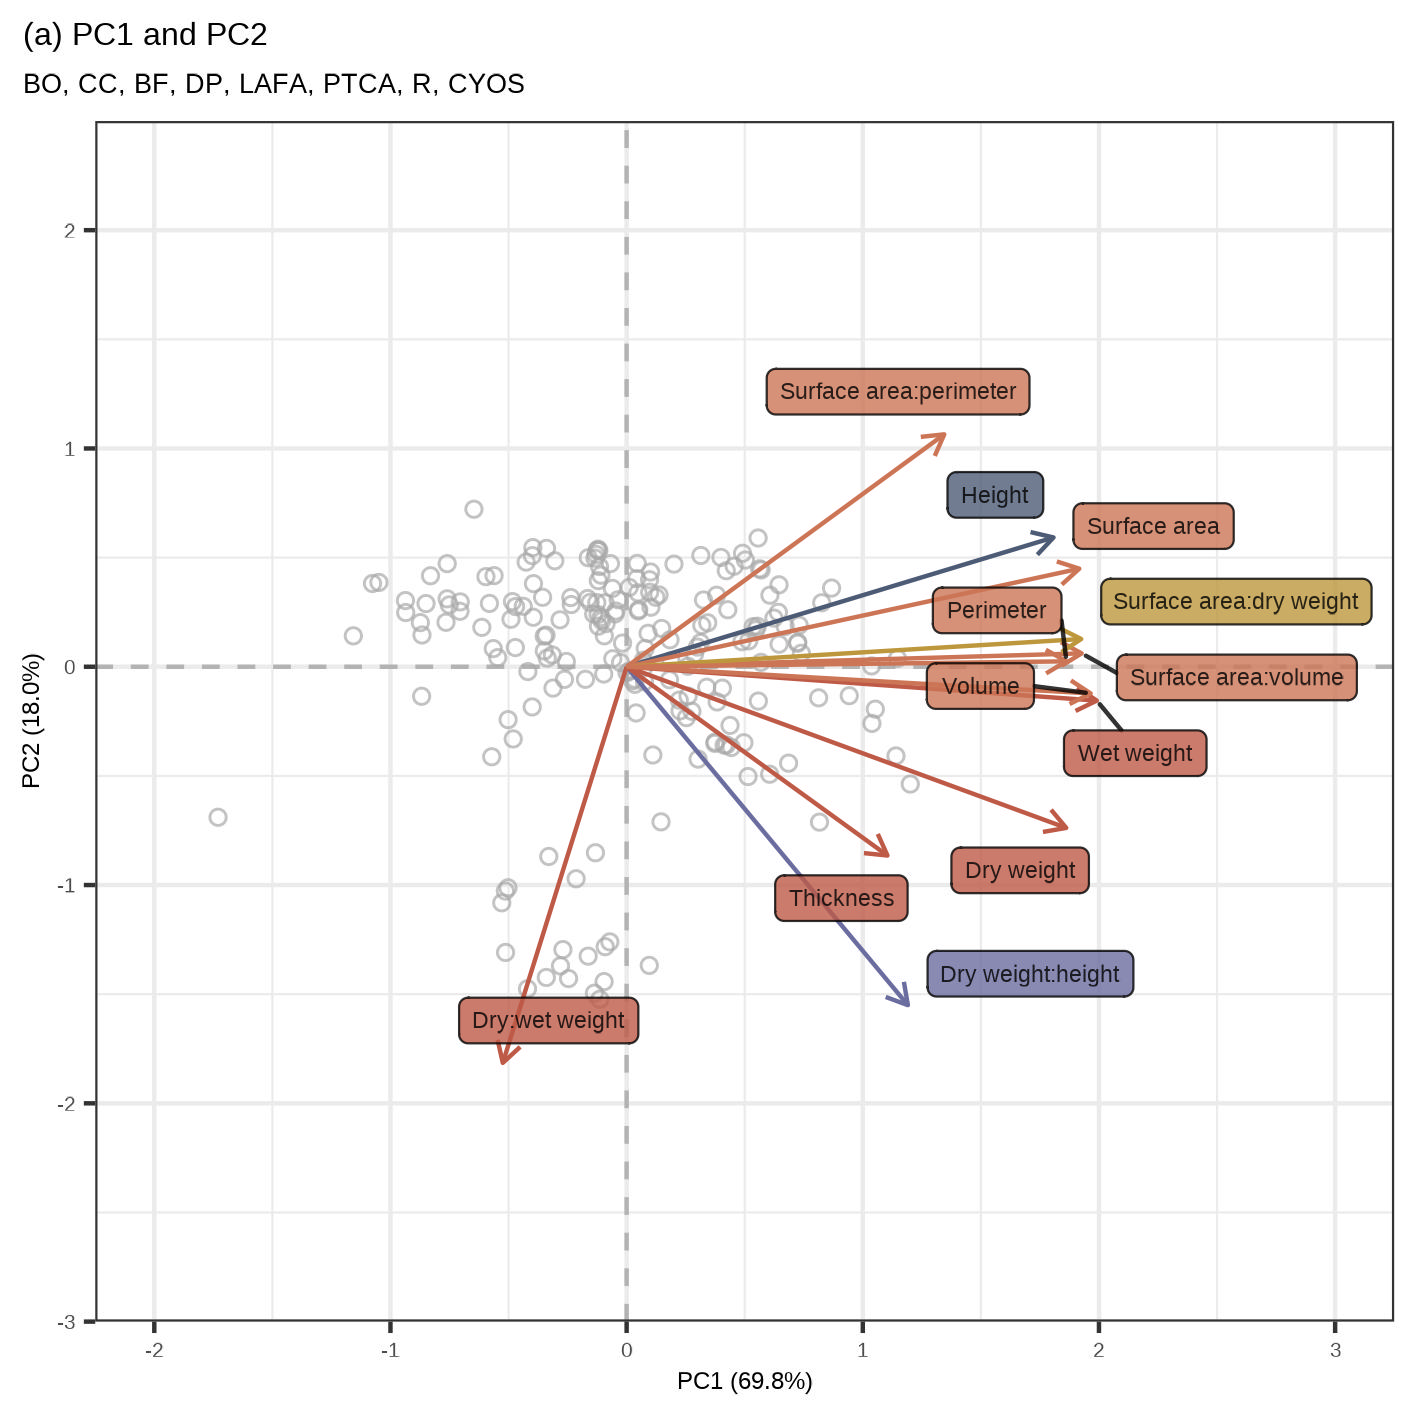 (a) PC1 and PC2
BO, CC, BF, DP, LAFA, PTCA, R, CYOS
2
1
0
-1
-2
-3
PC2 (18.0%)
Surface area:perimeter
Height
Surface area
Surface area:dry weight
Perimeter
Surface area:volume
Volume
Wet weight
Dry weight
Thickness
Dry weight:height
Dry:wet weight
-2
-1
0
1
2
3
PC1 (69.8%)